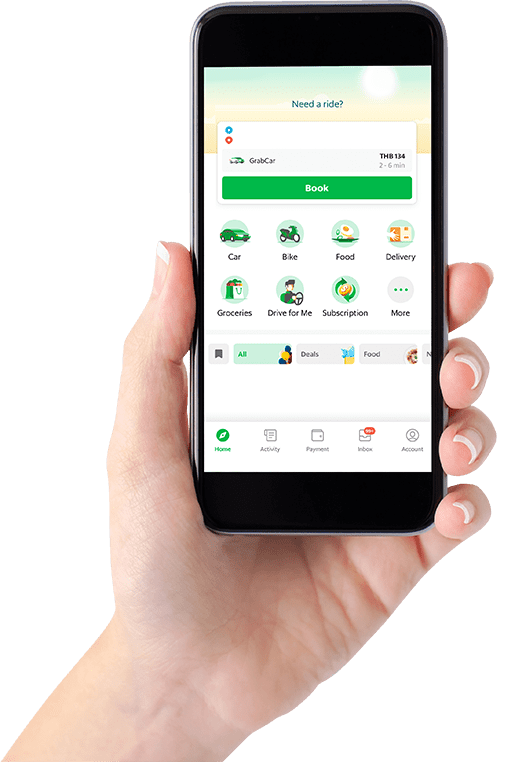 Need a ride?
GrabCar
THB 134
2 - 6 min
Book
Car
Bike
Food
Delivery
Groceries
Drive for Me
Subscription
More
All
Deals
Food
N
99+
Home
Activity
Payment
Inbox
Account